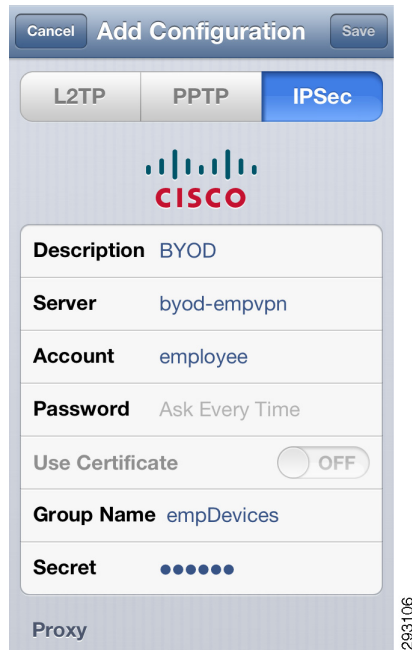 Cancel Add Configuration Save
L2TP PPTP IPSec
CISCO
Description BYOD
Server byod-empvpn
Account employee
Password Ask Every Time
Use Certificate OFF
Group Name empDevices
Secret ●●●●●●
Proxy
293106